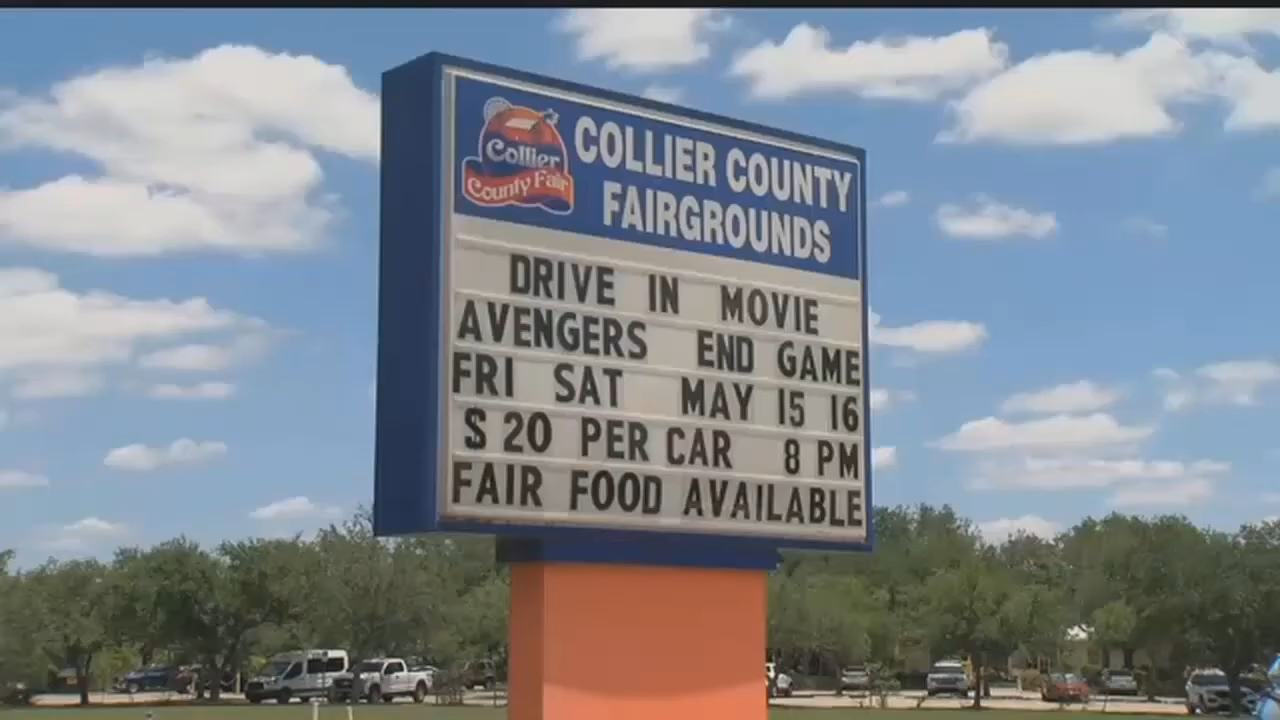 Collier
County Fair
COLLIER COUNTY
FAIRGROUNDS
DRIVE IN MOVIE
AVENGERS END GAME
FRI SAT MAY 15 16
$ 20 PER CAR 8 PM
FAIR FOOD AVAILABLE